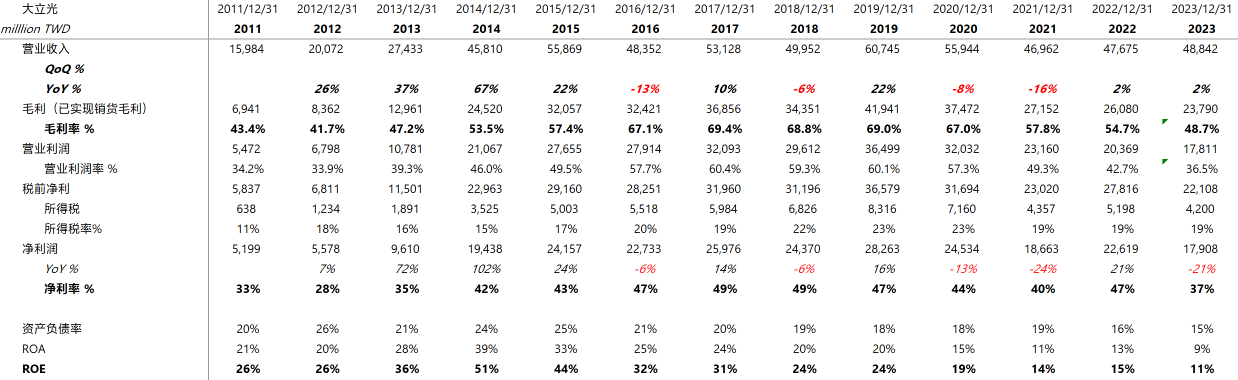 大立光 2011/12/31 2012/12/31 2013/12/31 2014/12/31 2015/12/31 2016/12/31 2017/12/31 2018/12/31 2019/12/31 2020/12/31 2021/12/31 2022/12/31 2023/12/31
milllion TWD 2011 2012 2013 2014 2015 2016 2017 2018 2019 2020 2021 2022 2023
营业收入 15,984 20,072 27,433 45,810 55,869 48,352 53,128 49,952 60,745 55,944 46,962 47,675 48,842
QoQ %
YoY % 26% 37% 67% 22% -13% 10% -6% 22% -8% -16% 2% 2%
毛利（已实现销货毛利） 6,941 8,362 12,961 24,520 32,057 32,421 36,856 34,351 41,941 37,472 27,152 26,080 23,790
毛利率 % 43.4% 41.7% 47.2% 53.5% 57.4% 67.1% 69.4% 68.8% 69.0% 67.0% 57.8% 54.7% 48.7%
营业利润 5,472 6,798 10,781 21,067 27,655 27,914 32,093 29,612 36,499 32,032 23,160 20,369 17,811
营业利润率 % 34.2% 33.9% 39.3% 46.0% 49.5% 57.7% 60.4% 59.3% 60.1% 57.3% 49.3% 42.7% 36.5%
税前净利 5,837 6,811 11,501 22,963 29,160 28,251 31,960 31,196 36,579 31,694 23,020 27,816 22,108
所得税 638 1,234 1,891 3,525 5,003 5,518 5,984 6,826 8,316 7,160 4,357 5,198 4,200
所得税率% 11% 18% 16% 15% 17% 20% 19% 22% 23% 23% 19% 19% 19%
净利润 5,199 5,578 9,610 19,438 24,157 22,733 25,976 24,370 28,263 24,534 18,663 22,619 17,908
YoY % 7% 72% 102% 24% -6% 14% -6% 16% -13% -24% 21% -21%
净利率 % 33% 28% 35% 42% 43% 47% 49% 49% 47% 44% 40% 47% 37%
资产负债率 20% 26% 21% 24% 25% 21% 20% 19% 18% 18% 19% 16% 15%
ROA 21% 20% 28% 39% 33% 25% 24% 20% 20% 15% 11% 13% 9%
ROE 26% 26% 36% 51% 44% 32% 31% 24% 24% 19% 14% 15% 11%